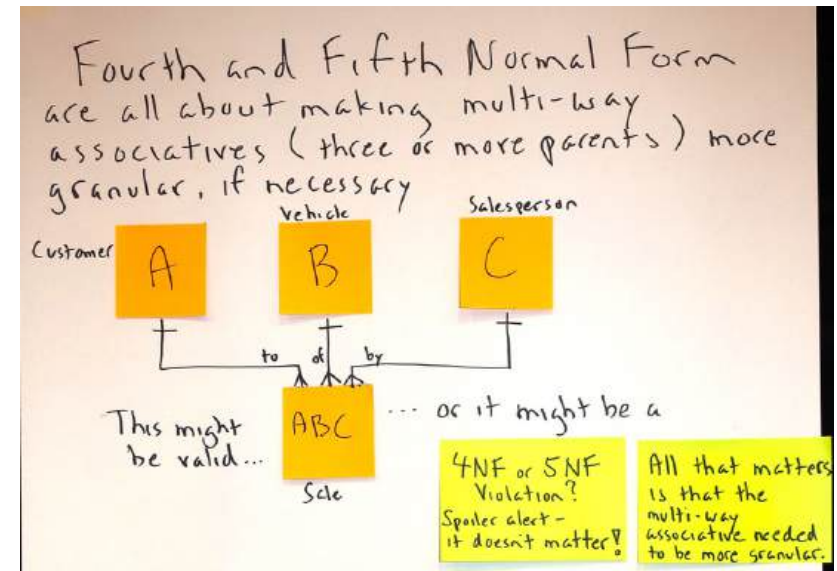 Fourth and Fifth Normal Form
are all about making multi-way
associatives (three or more parents) more
granular, if necessary
Customer
Vehicle
Salesperson
A
B
C
to
of
by
This might
be valid...
ABC
Sale
... or it might be a
4NF or 5NF
Violation?
Spoiler alert -
it doesn't matter!
All that matters
is that the
multi-way
associative needed
to be more granular.